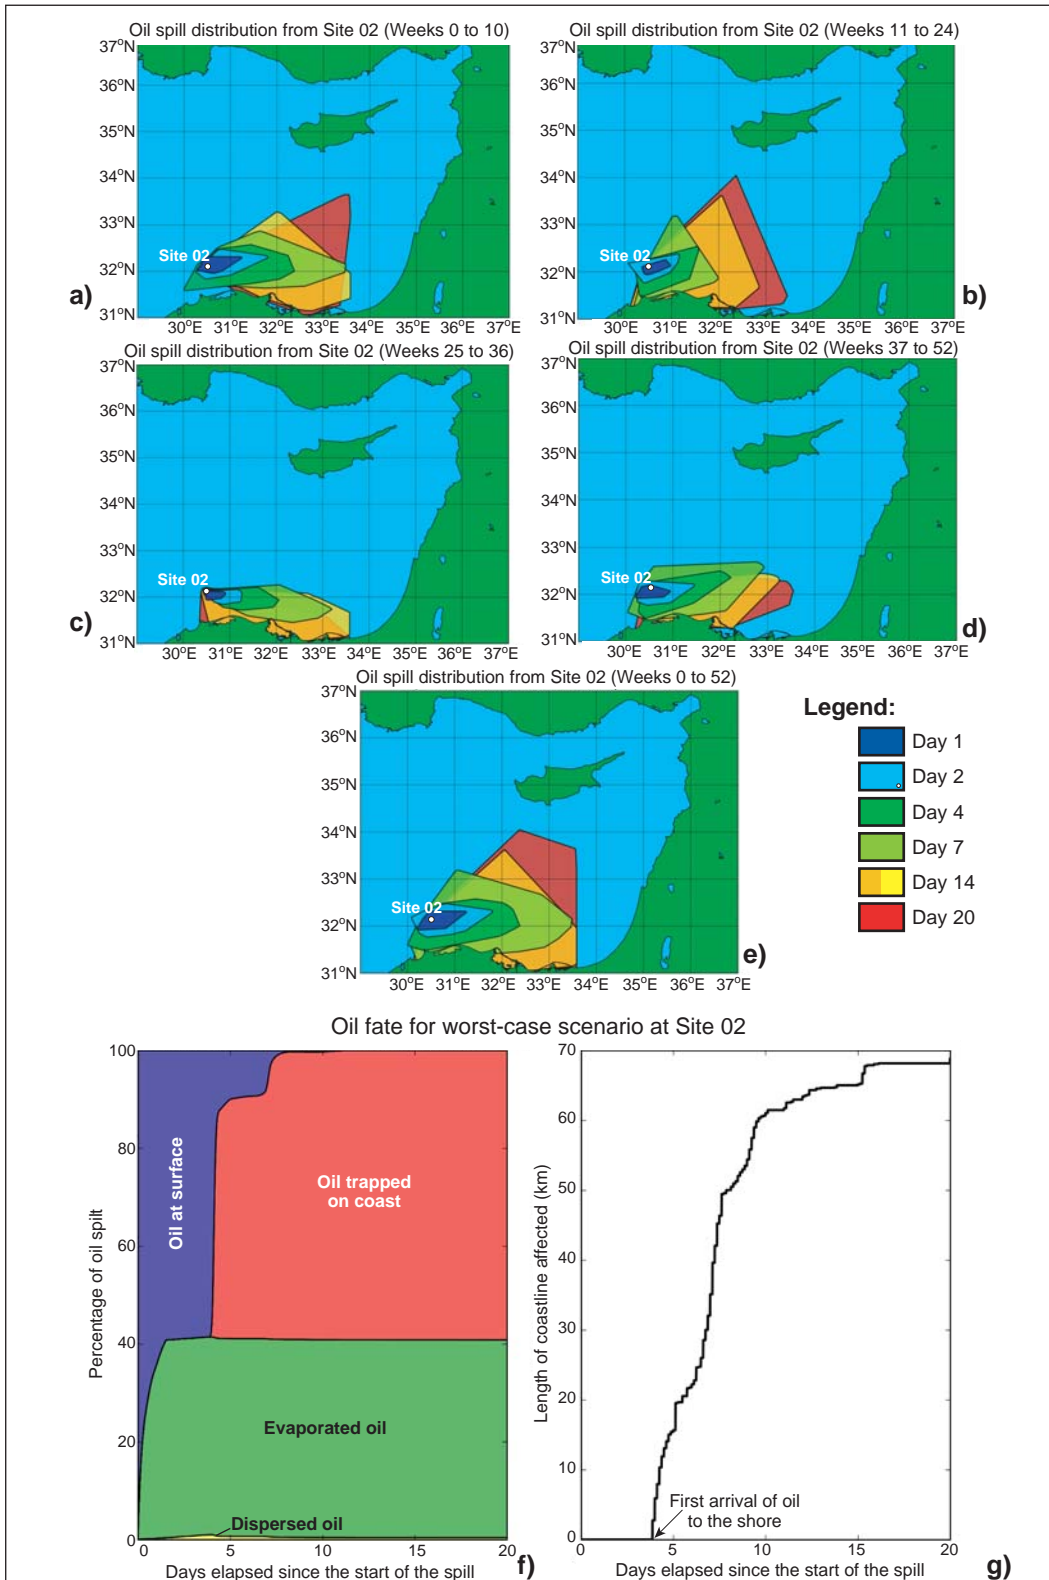 Oil spill distribution from Site 02 (Weeks 0 to 10)
37°N
36°N
35°N
34°N
33°N
32°N
31°N
Site 02
a)
30°E 31°E 32°E 33°E 34°E 35°E 36°E 37°E
Oil spill distribution from Site 02 (Weeks 11 to 24)
37°N
36°N
35°N
34°N
33°N
32°N
31°N
Site 02
b)
30°E 31°E 32°E 33°E 34°E 35°E 36°E 37°E
Oil spill distribution from Site 02 (Weeks 25 to 36)
37°N
36°N
35°N
34°N
33°N
32°N
31°N
Site 02
c)
30°E 31°E 32°E 33°E 34°E 35°E 36°E 37°E
Oil spill distribution from Site 02 (Weeks 37 to 52)
37°N
36°N
35°N
34°N
33°N
32°N
31°N
Site 02
d)
30°E 31°E 32°E 33°E 34°E 35°E 36°E 37°E
Oil spill distribution from Site 02 (Weeks 0 to 52)
37°N
36°N
35°N
34°N
33°N
32°N
31°N
Site 02
e)
30°E 31°E 32°E 33°E 34°E 35°E 36°E 37°E
Legend:
Day 1
Day 2
Day 4
Day 7
Day 14
Day 20
Oil fate for worst-case scenario at Site 02
Percentage of oil spilt
100
80
60
40
20
0
Oil at surface
Oil trapped
on coast
Evaporated oil
Dispersed oil
0 5 10 15 20
Days elapsed since the start of the spill
f)
Length of coastline affected (km)
70
60
50
40
30
20
10
0
First arrival of oil
to the shore
0 5 10 15 20
Days elapsed since the start of the spill
g)